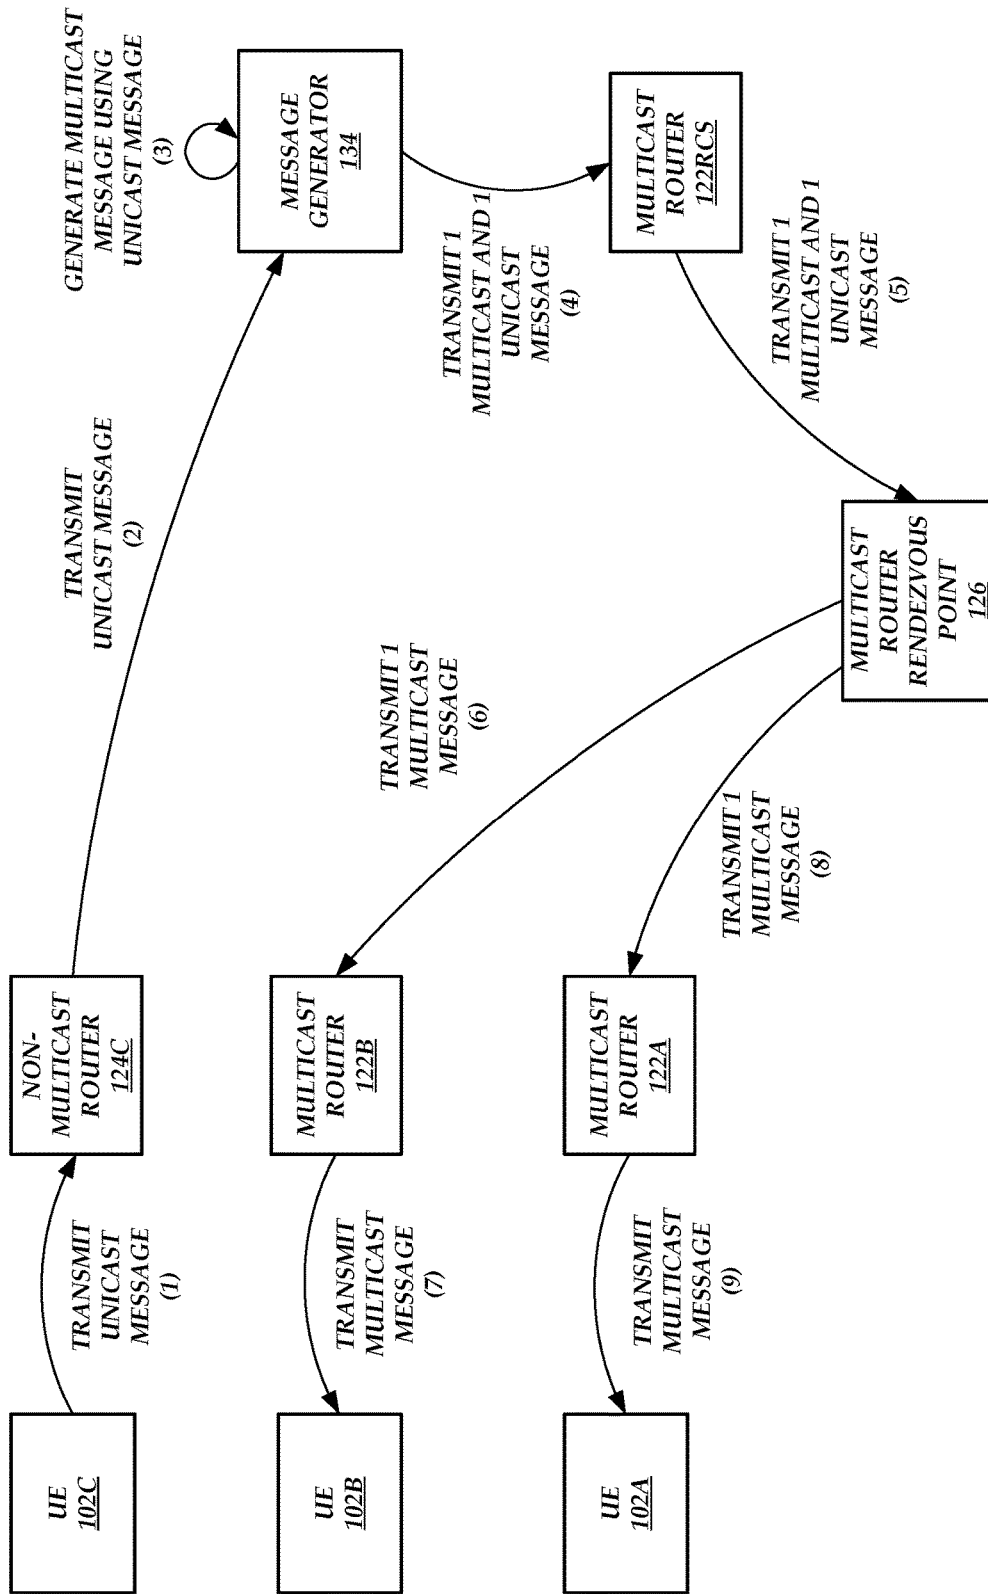 UE
102C
TRANSMIT
UNICAST
MESSAGE
(1)
NON-
MULTICAST
ROUTER
124C
TRANSMIT
UNICAST MESSAGE
(2)
GENERATE MULTICAST
MESSAGE USING
UNICAST MESSAGE
(3)
MESSAGE
GENERATOR
134
TRANSMIT 1
MULTICAST AND 1
UNICAST
MESSAGE
(4)
MULTICAST
ROUTER
122RCS
TRANSMIT 1
MULTICAST AND 1
UNICAST
MESSAGE
(5)
MULTICAST
ROUTER
RENDEZVOUS
POINT
126
TRANSMIT 1
MULTICAST
MESSAGE
(6)
MULTICAST
ROUTER
122B
TRANSMIT
MULTICAST
MESSAGE
(7)
UE
102B
TRANSMIT 1
MULTICAST
MESSAGE
(8)
MULTICAST
ROUTER
122A
TRANSMIT
MULTICAST
MESSAGE
(9)
UE
102A